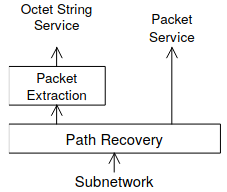 Octet String
Service
Packet
Service
Packet
Extraction
Path Recovery
Subnetwork